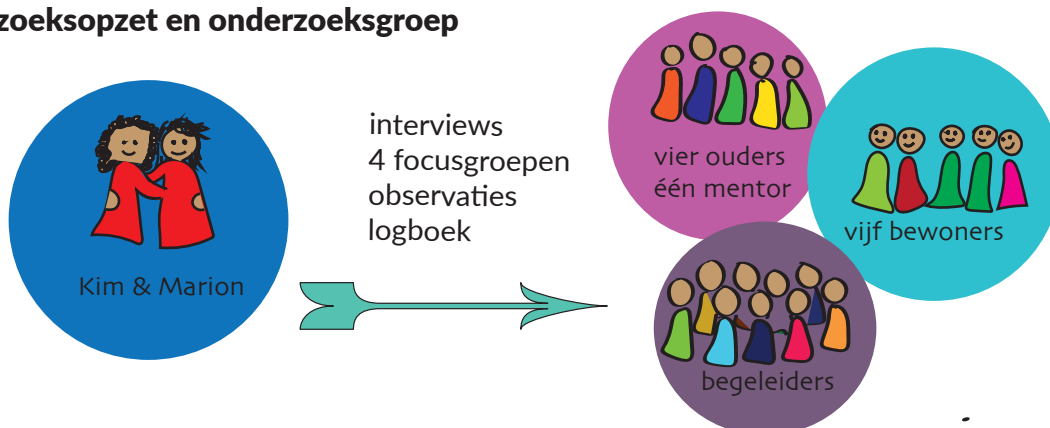 zoeksopzet en onderzoeksgroep
interviews
4 focusgroepen
observaties
logboek
Kim & Marion
vier ouders
één mentor
vijf bewoners
begeleiders